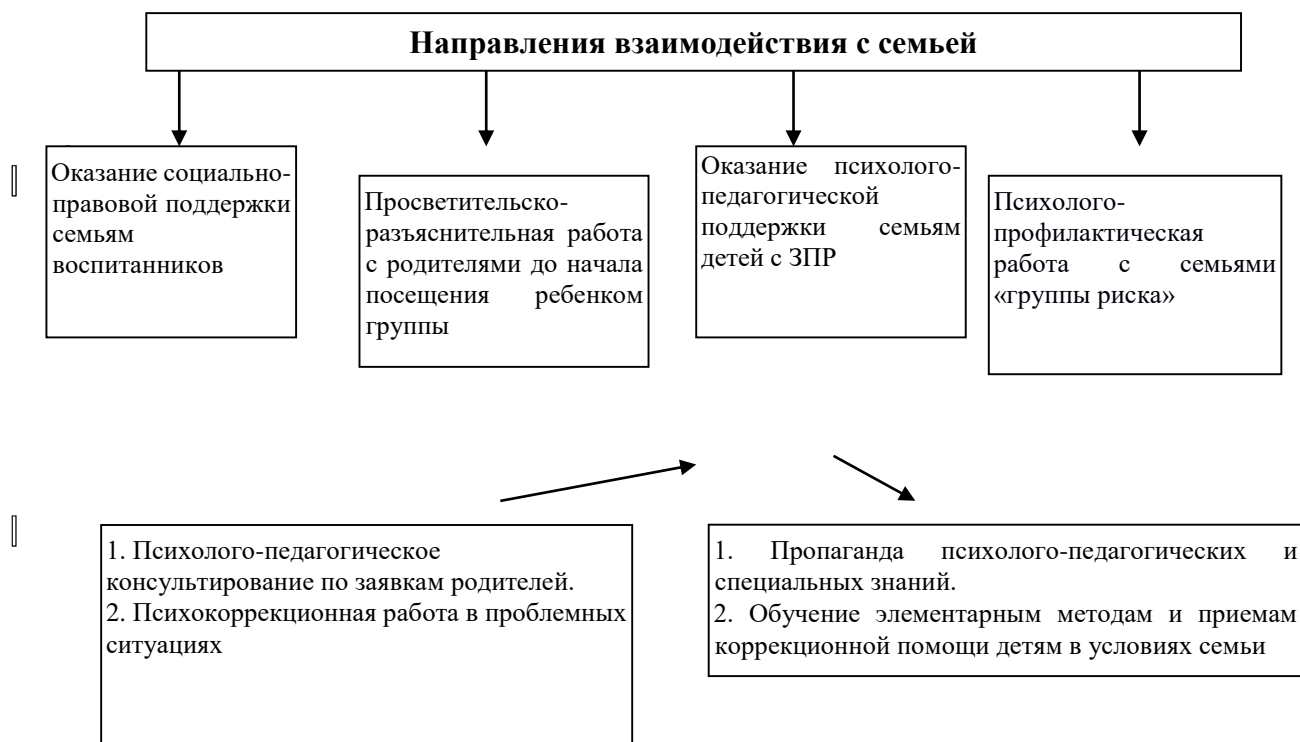 Направления взаимодействия с семьей
Оказание социально-
правовой поддержки
семьям
воспитанников
Просветительско-
разъяснительная работа
с родителями до начала
посещения ребенком
группы
Оказание психолого-
педагогической
поддержки семьям
детей с ЗПР
Психолого-
профилактическая
работа с семьями
«группы риска»
1. Психолого-педагогическое
консультирование по заявкам родителей.
2. Психокоррекционная работа в проблемных
ситуациях
1. Пропаганда психолого-педагогических и
специальных знаний.
2. Обучение элементарным методам и приемам
коррекционной помощи детям в условиях семьи